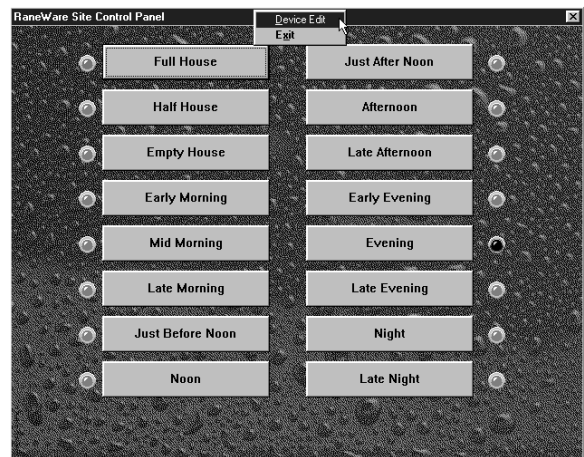 RaneWare Site Control Panel
Device Edit
Exit
Full House
Just After Noon
Half House
Afternoon
Empty House
Late Afternoon
Early Morning
Early Evening
Mid Morning
Evening
Late Morning
Late Evening
Just Before Noon
Night
Noon
Late Night